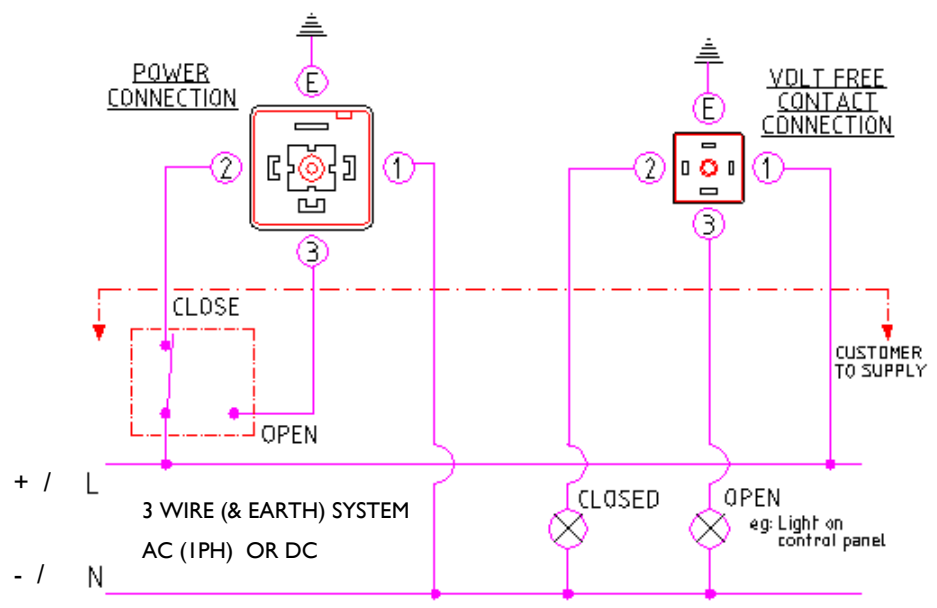 POWER
CONNECTION
E
2
1
3
VOLT FREE
CONTACT
CONNECTION
E
2
1
3
CLOSE
OPEN
CUSTOMER
TO SUPPLY
+ / L
3 WIRE (& EARTH) SYSTEM
AC (1PH) OR DC
- / N
CLOSED
OPEN
eg: Light on
control panel